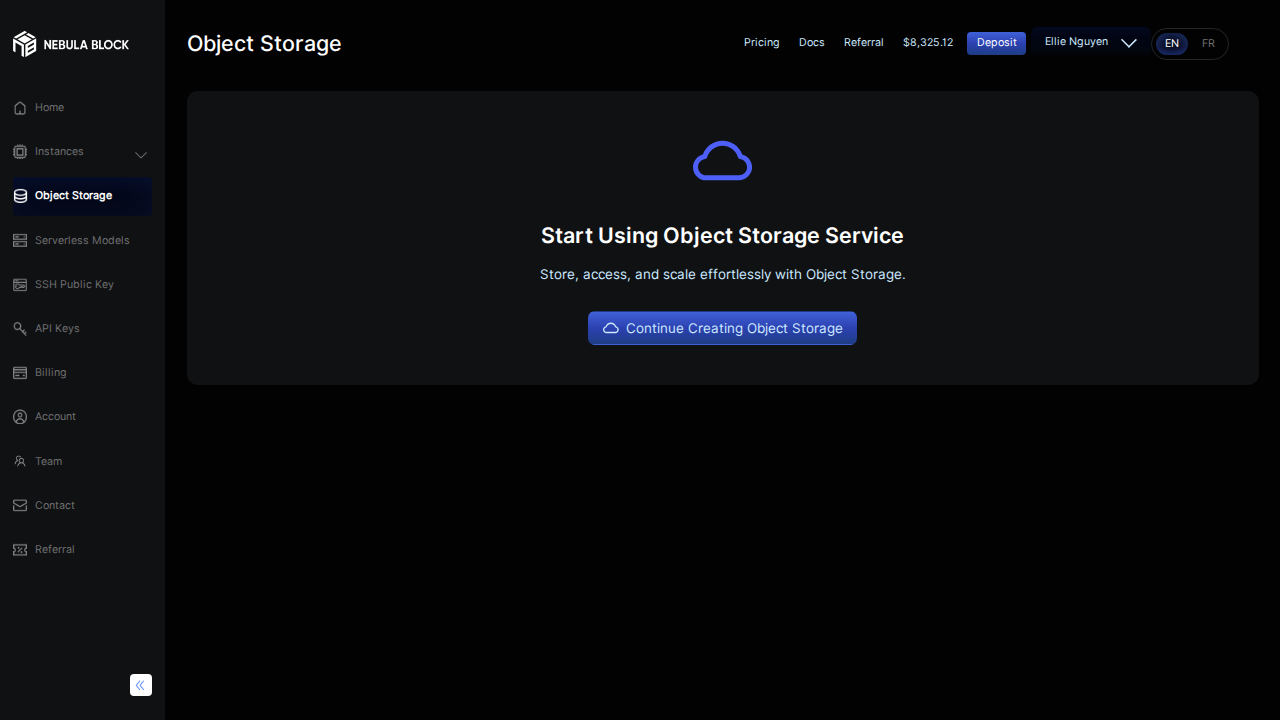 NEBULA BLOCK
Object Storage
Pricing
Docs
Referral
$8,325.12
Deposit
Ellie Nguyen
EN
FR
Home
Instances
Object Storage
Serverless Models
SSH Public Key
API Keys
Billing
Account
Team
Contact
Referral
Start Using Object Storage Service
Store, access, and scale effortlessly with Object Storage.
Continue Creating Object Storage